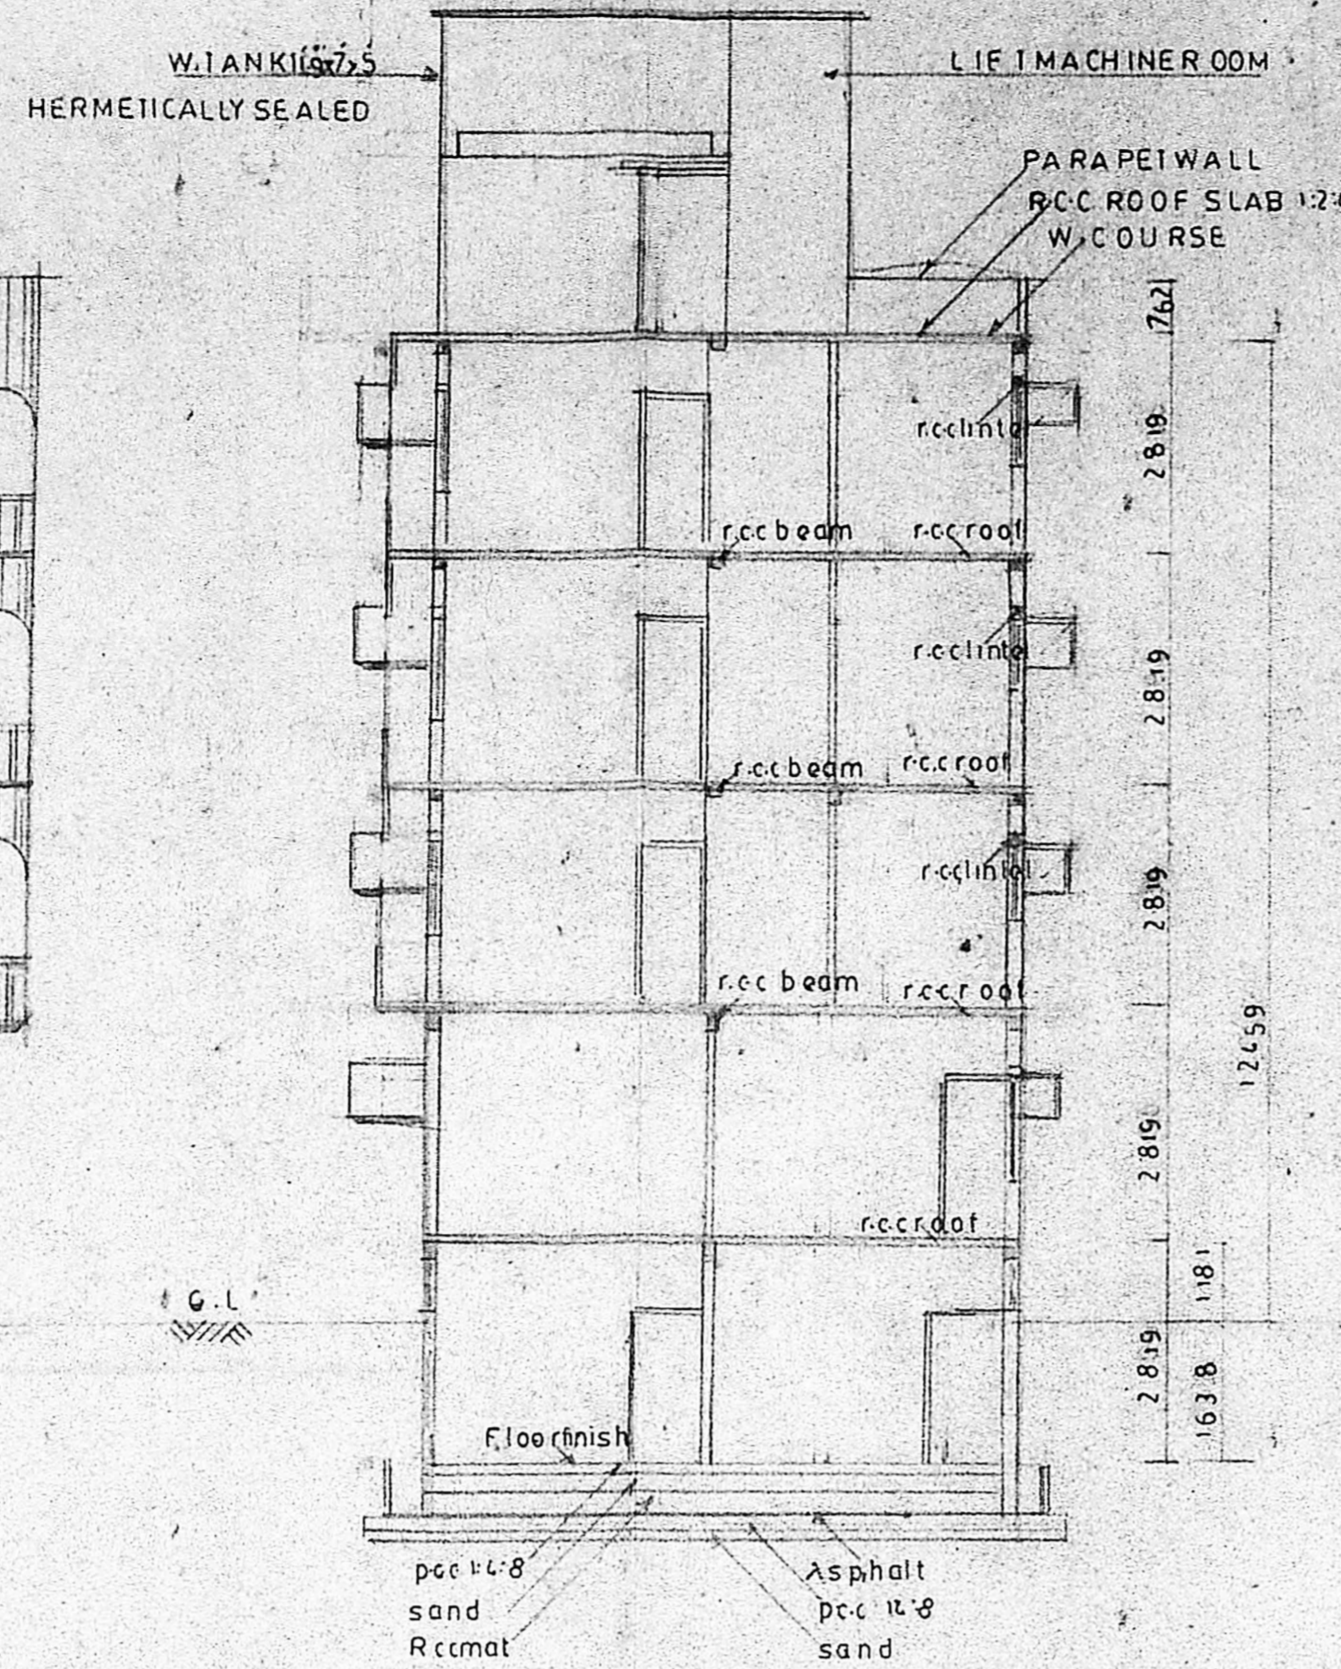 W.TANK
LIFT MACHINE ROOM
HERMETICALLY SEALED
PARAPET WALL
R.C.C ROOF SLAB 1:2:
W.COURSE
762
r.c.c lintel
2819
r.c.c beam
r.c.c roof
r.c.c lintel
2819
r.c.c beam
r.c.c roof
r.c.c lintel
2819
r.c.c beam
r.c.c roof
12459
2819
r.c.c roof
1181
G.L
2819
1638
Floor finish
p.c.c 1:4:8
sand
R.c.c mat
Asphalt
p.c.c 1:4:8
sand